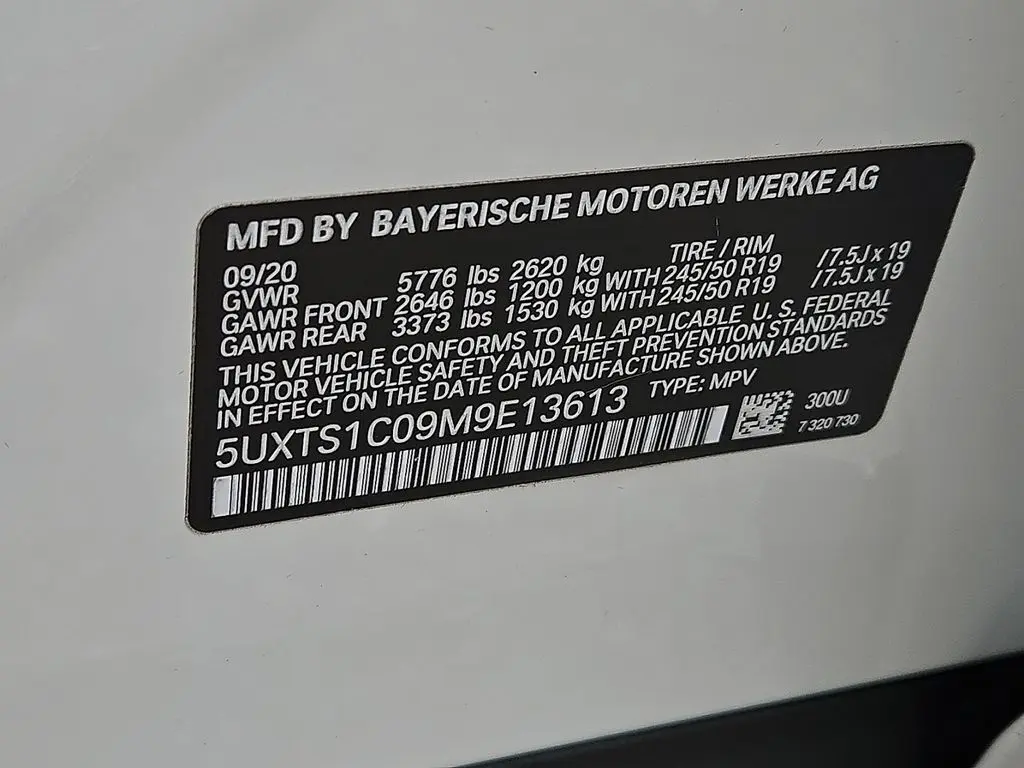 MFD BY BAYERISCHE MOTOREN WERKE AG
09/20 TIRE / RIM
GVWR 5776 lbs 2620 kg
GAWR FRONT 2646 lbs 1200 kg WITH 245/50 R19 /7.5J x 19
GAWR REAR 3373 lbs 1530 kg WITH 245/50 R19 /7.5J x 19
THIS VEHICLE CONFORMS TO ALL APPLICABLE U. S. FEDERAL
MOTOR VEHICLE SAFETY AND THEFT PREVENTION STANDARDS
IN EFFECT ON THE DATE OF MANUFACTURE SHOWN ABOVE.
5UXTS1C09M9E13613 TYPE: MPV
300U
7 320 730